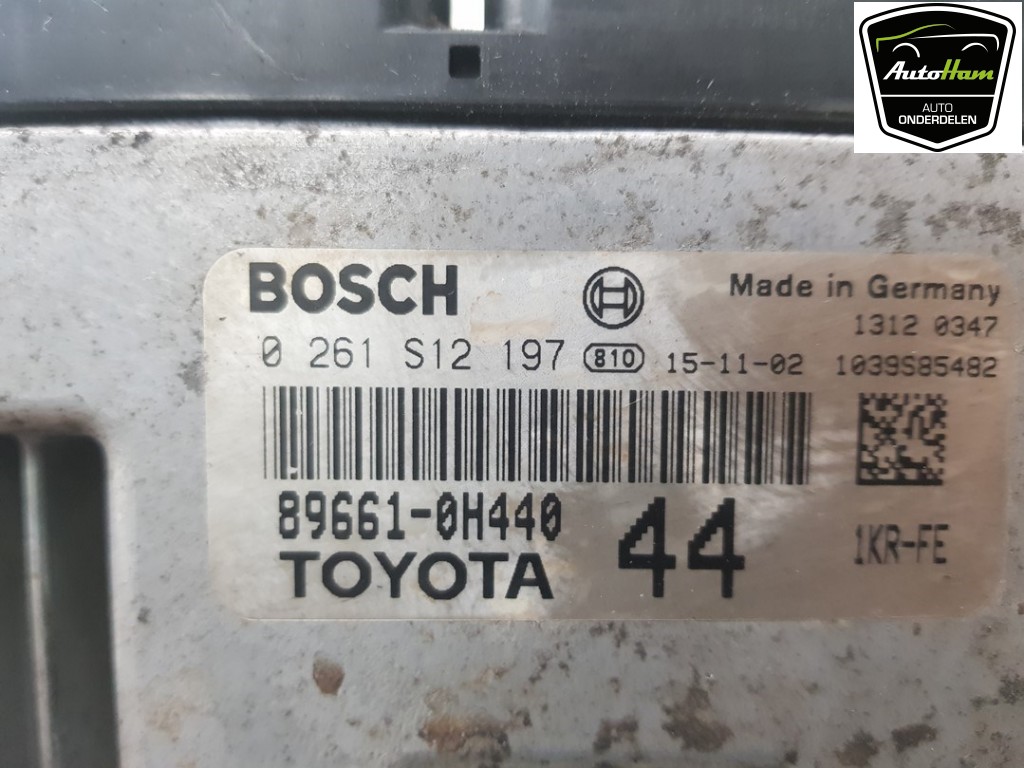 AutoHam
AUTO
ONDERDELEN
BOSCH
Made in Germany
1312 0347
0 261 S12 197 810 15-11-02 1039S85482
89661-0H440
44
1KR-FE
TOYOTA